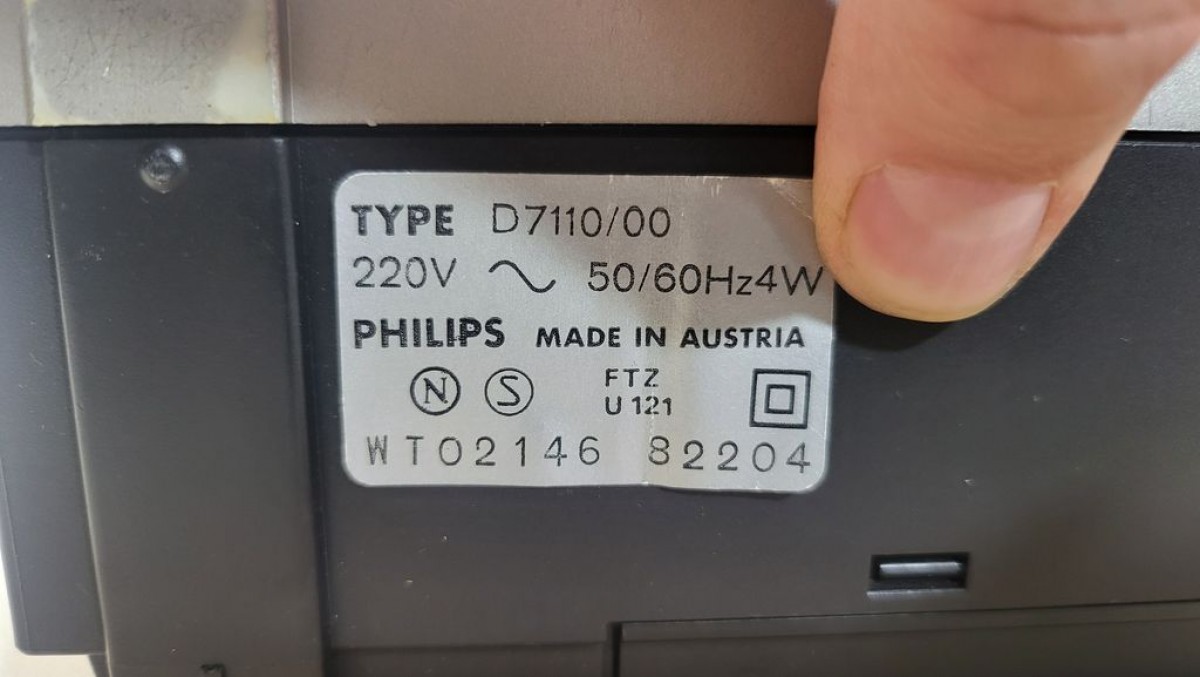 TYPE D7110/00
220V ~ 50/60Hz4W
PHILIPS MADE IN AUSTRIA
N S FTZ
U 121
WT02146 82204